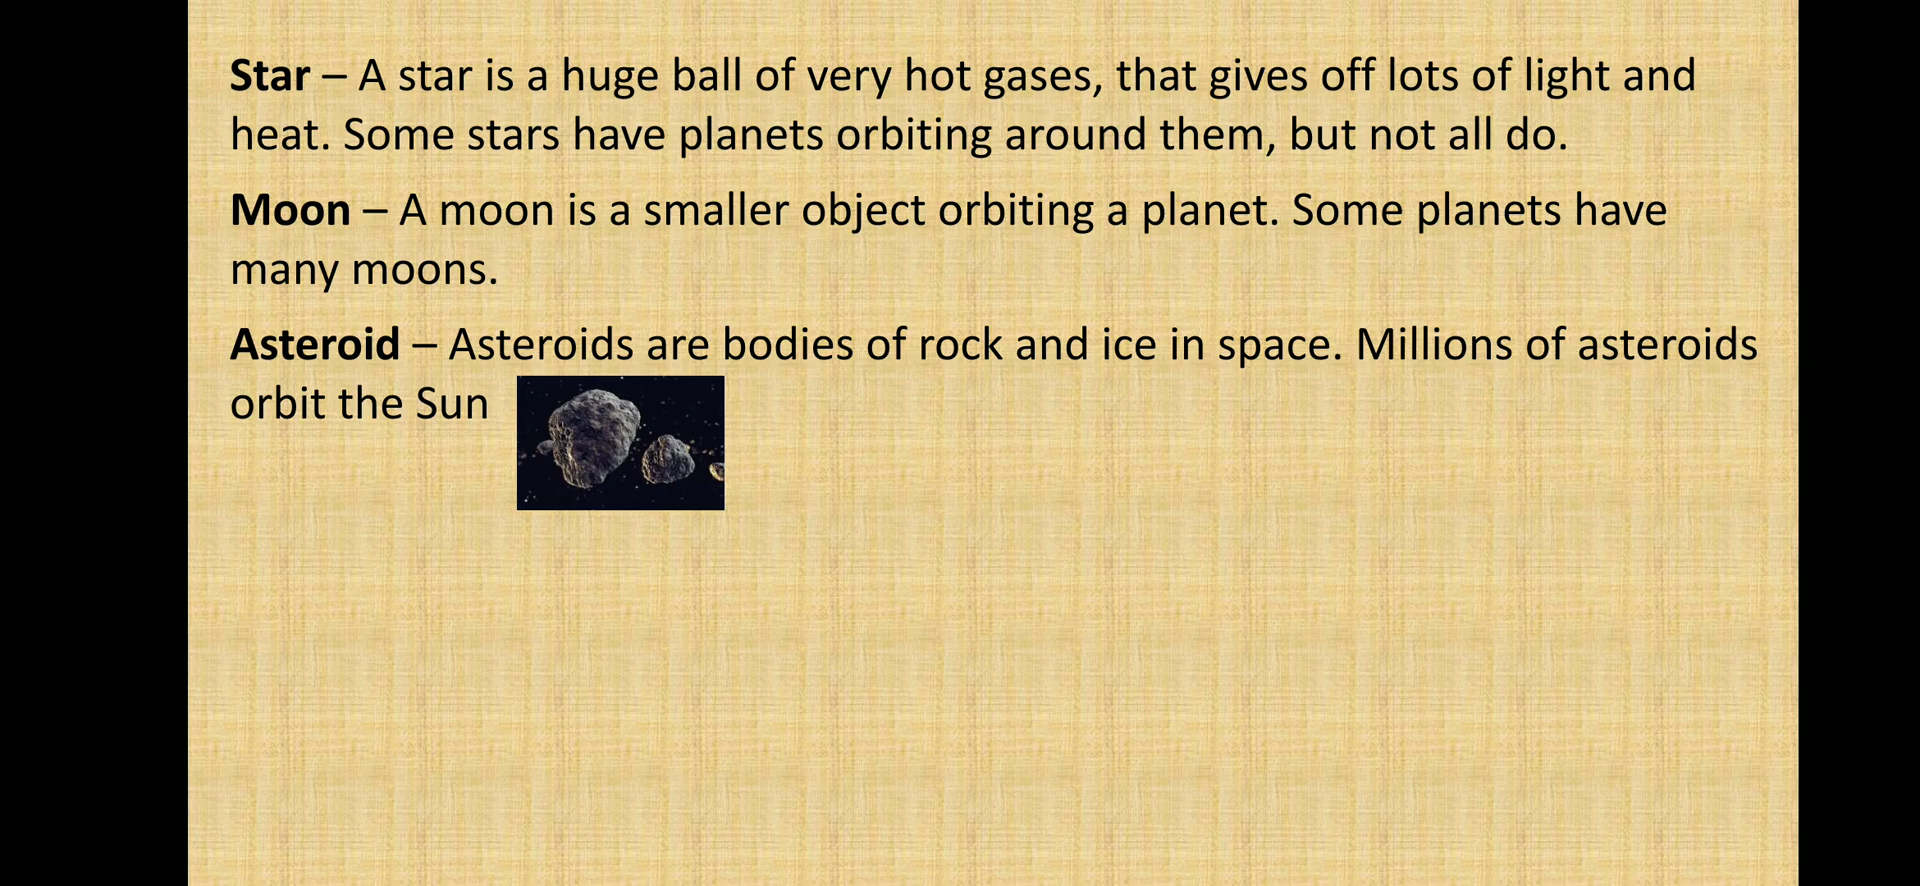 Star – A star is a huge ball of very hot gases, that gives off lots of light and
heat. Some stars have planets orbiting around them, but not all do.
Moon – A moon is a smaller object orbiting a planet. Some planets have
many moons.
Asteroid – Asteroids are bodies of rock and ice in space. Millions of asteroids
orbit the Sun